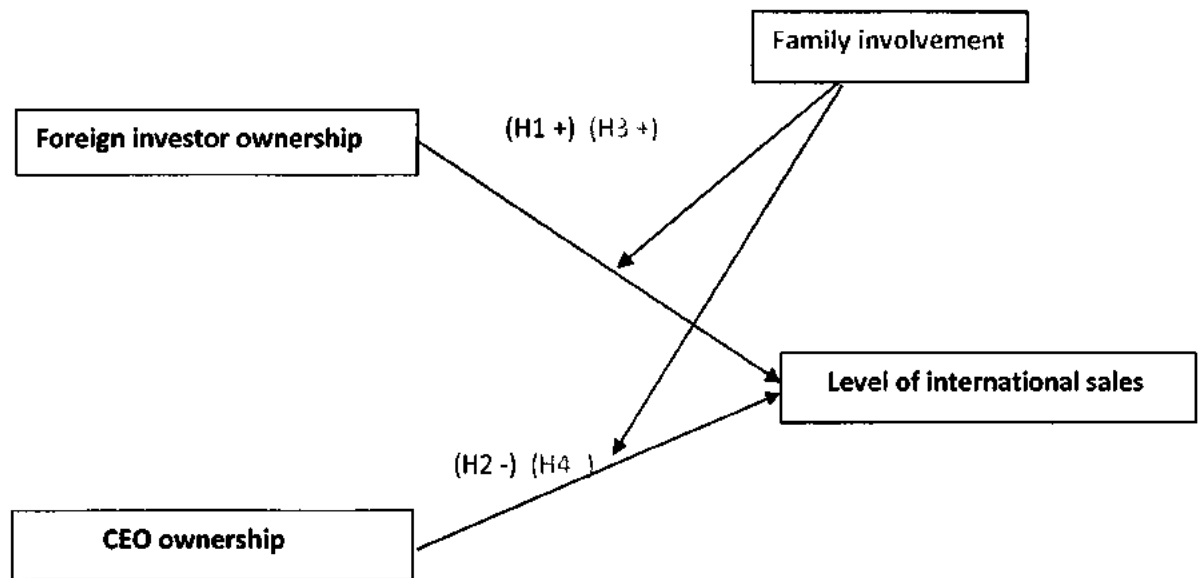 Family involvement
Foreign investor ownership
(H1 +) (H3 +)
Level of international sales
(H2 -) (H4 )
CEO ownership